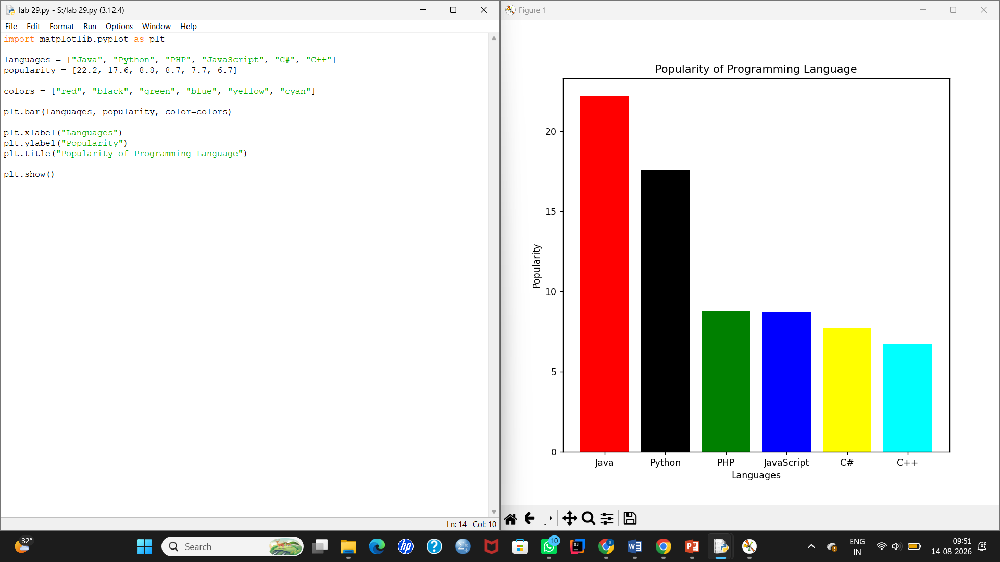 lab 29.py - S:/lab 29.py (3.12.4)
File Edit Format Run Options Window Help
import matplotlib.pyplot as plt
languages = ["Java", "Python", "PHP", "JavaScript", "C#", "C++"]
popularity = [22.2, 17.6, 8.8, 8.7, 7.7, 6.7]
colors = ["red", "black", "green", "blue", "yellow", "cyan"]
plt.bar(languages, popularity, color=colors)
plt.xlabel("Languages")
plt.ylabel("Popularity")
plt.title("Popularity of Programming Language")
plt.show()
Ln: 14 Col: 10
Figure 1
Popularity of Programming Language
20
15
10
5
0
Popularity
Java Python PHP JavaScript C# C++
Languages
32°
Search
hp
?
Σα
10
IJ
S
W
P
ENG
IN
09:51
14-08-2026